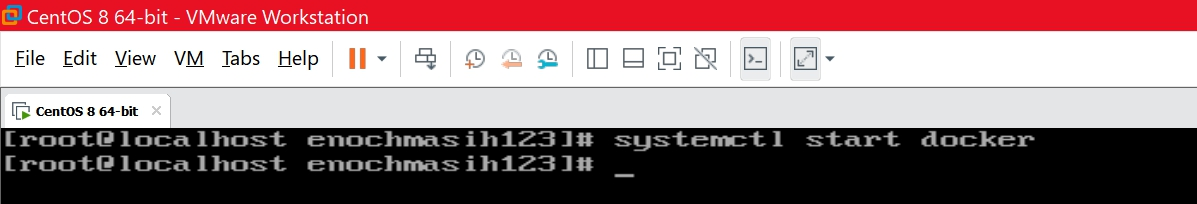 CentOS 8 64-bit - VMware Workstation
File Edit View VM Tabs Help
CentOS 8 64-bit
[root@localhost enochmasih123]# systemctl start docker
[root@localhost enochmasih123]# _